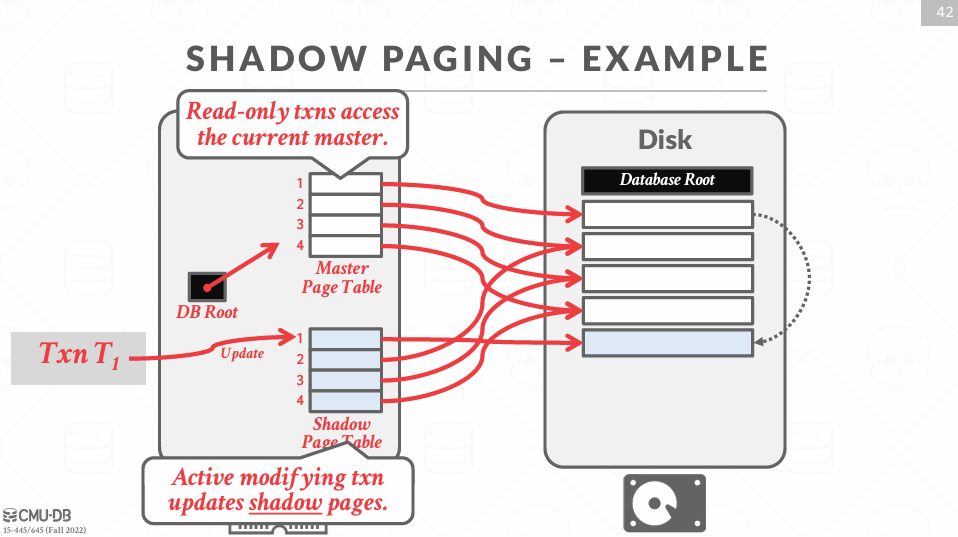 42
SHADOW PAGING – EXAMPLE
Read-only txns access
the current master.
Disk
Database Root
1
2
3
4
Master
Page Table
DB Root
Txn T1
Update
1
2
3
4
Shadow
Page Table
Active modifying txn
updates shadow pages.
CMU·DB
15-445/645 (Fall 2022)